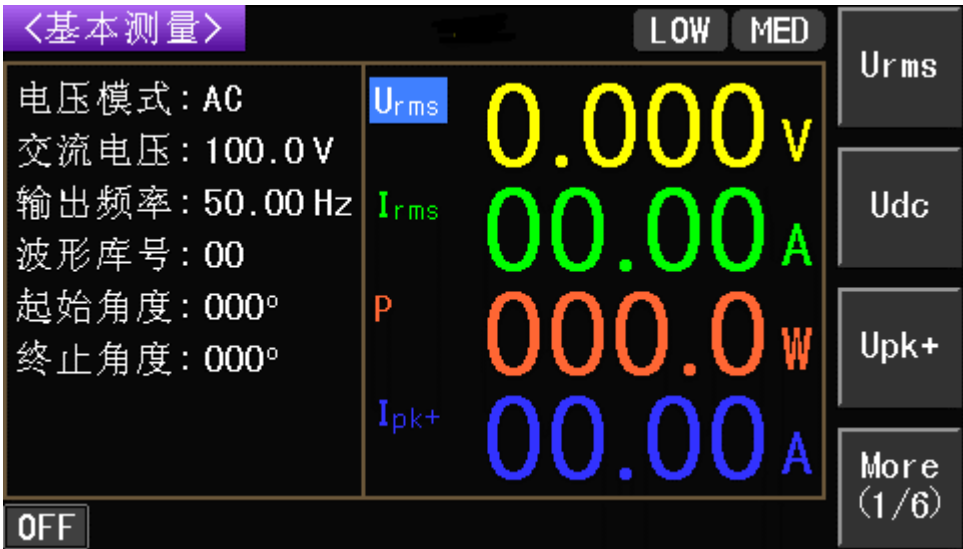 <基本测量>
LOW MED
电压模式:AC
交流电压:100.0V
输出频率:50.00Hz
波形库号:00
起始角度:000°
终止角度:000°
Urms 0.000 V
Irms 00.00 A
P 000.0 W
Ipk+ 00.00 A
OFF
Urms
Udc
Upk+
More
(1/6)